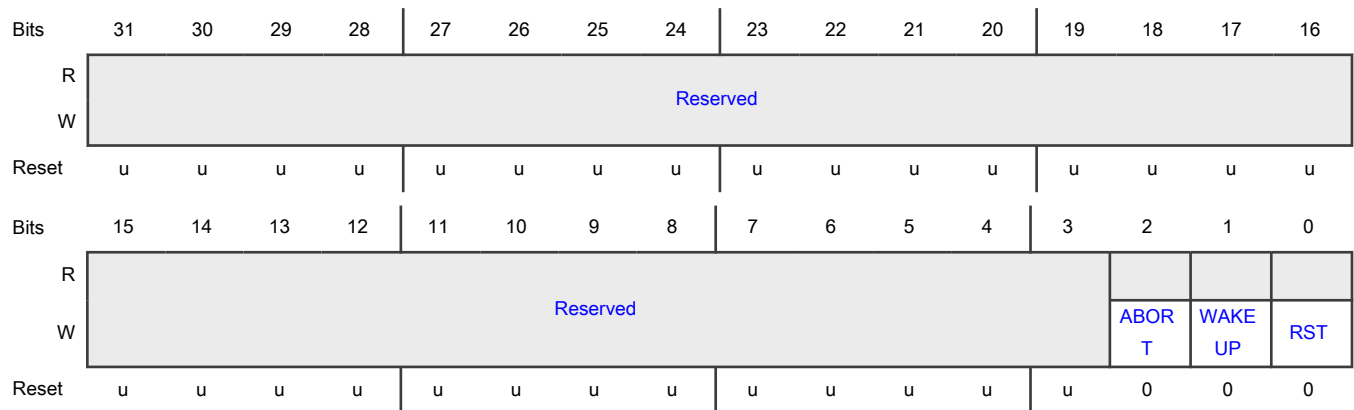 Bits 31 30 29 28 27 26 25 24 23 22 21 20 19 18 17 16
R
Reserved
W
Reset u u u u u u u u u u u u u u u u
Bits 15 14 13 12 11 10 9 8 7 6 5 4 3 2 1 0
R
Reserved
W
ABOR
T
WAKE
UP
RST
Reset u u u u u u u u u u u u u 0 0 0